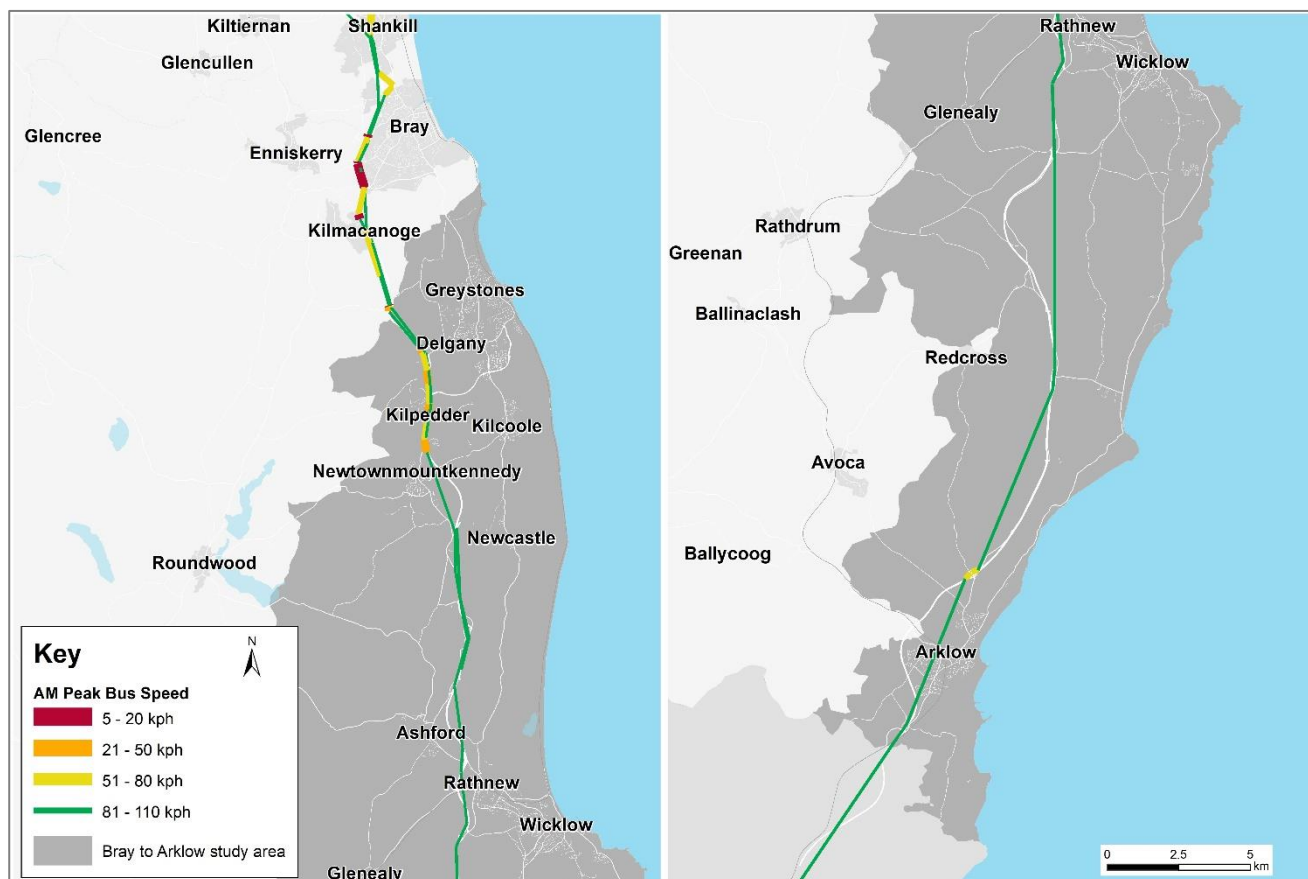 Kiltiernan
Shankill
Glencullen
Glencree
Bray
Enniskerry
Kilmacanoge
Greystones
Delgany
Kilpedder
Kilcoole
Newtownmountkennedy
Newcastle
Roundwood
Ashford
Rathnew
Wicklow
Glenealy
Key
N
AM Peak Bus Speed
5 - 20 kph
21 - 50 kph
51 - 80 kph
81 - 110 kph
Bray to Arklow study area
Rathnew
Wicklow
Glenealy
Rathdrum
Greenan
Ballinaclash
Redcross
Avoca
Ballycoog
Arklow
0 2.5 5
km